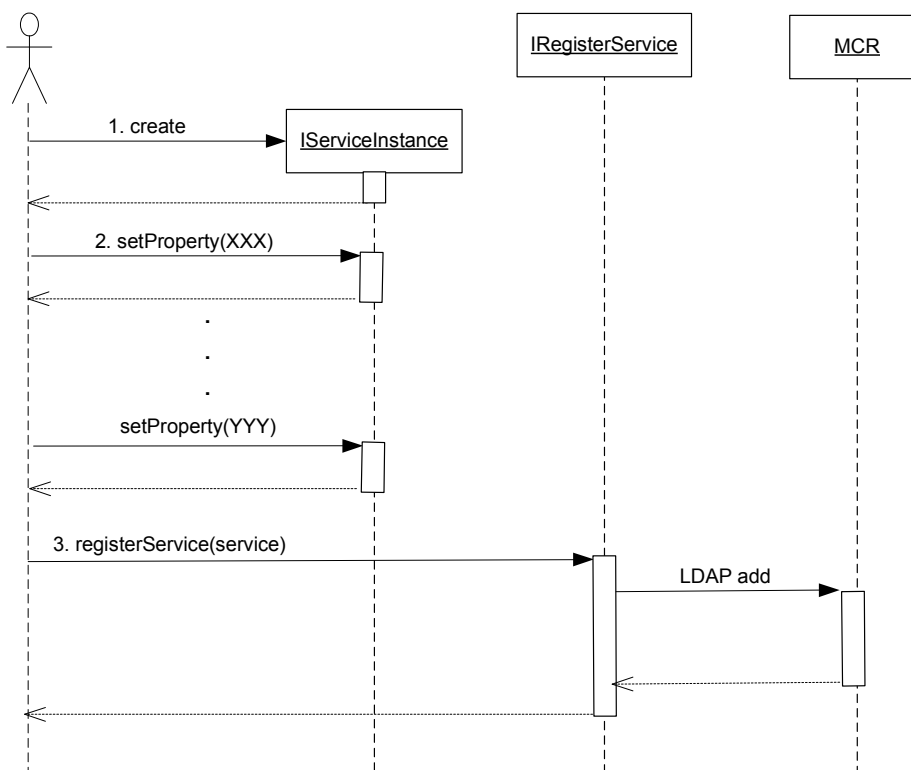 IRegisterService
MCR
1. create
IServiceInstance
2. setProperty(XXX)
.
.
.
setProperty(YYY)
3. registerService(service)
LDAP add